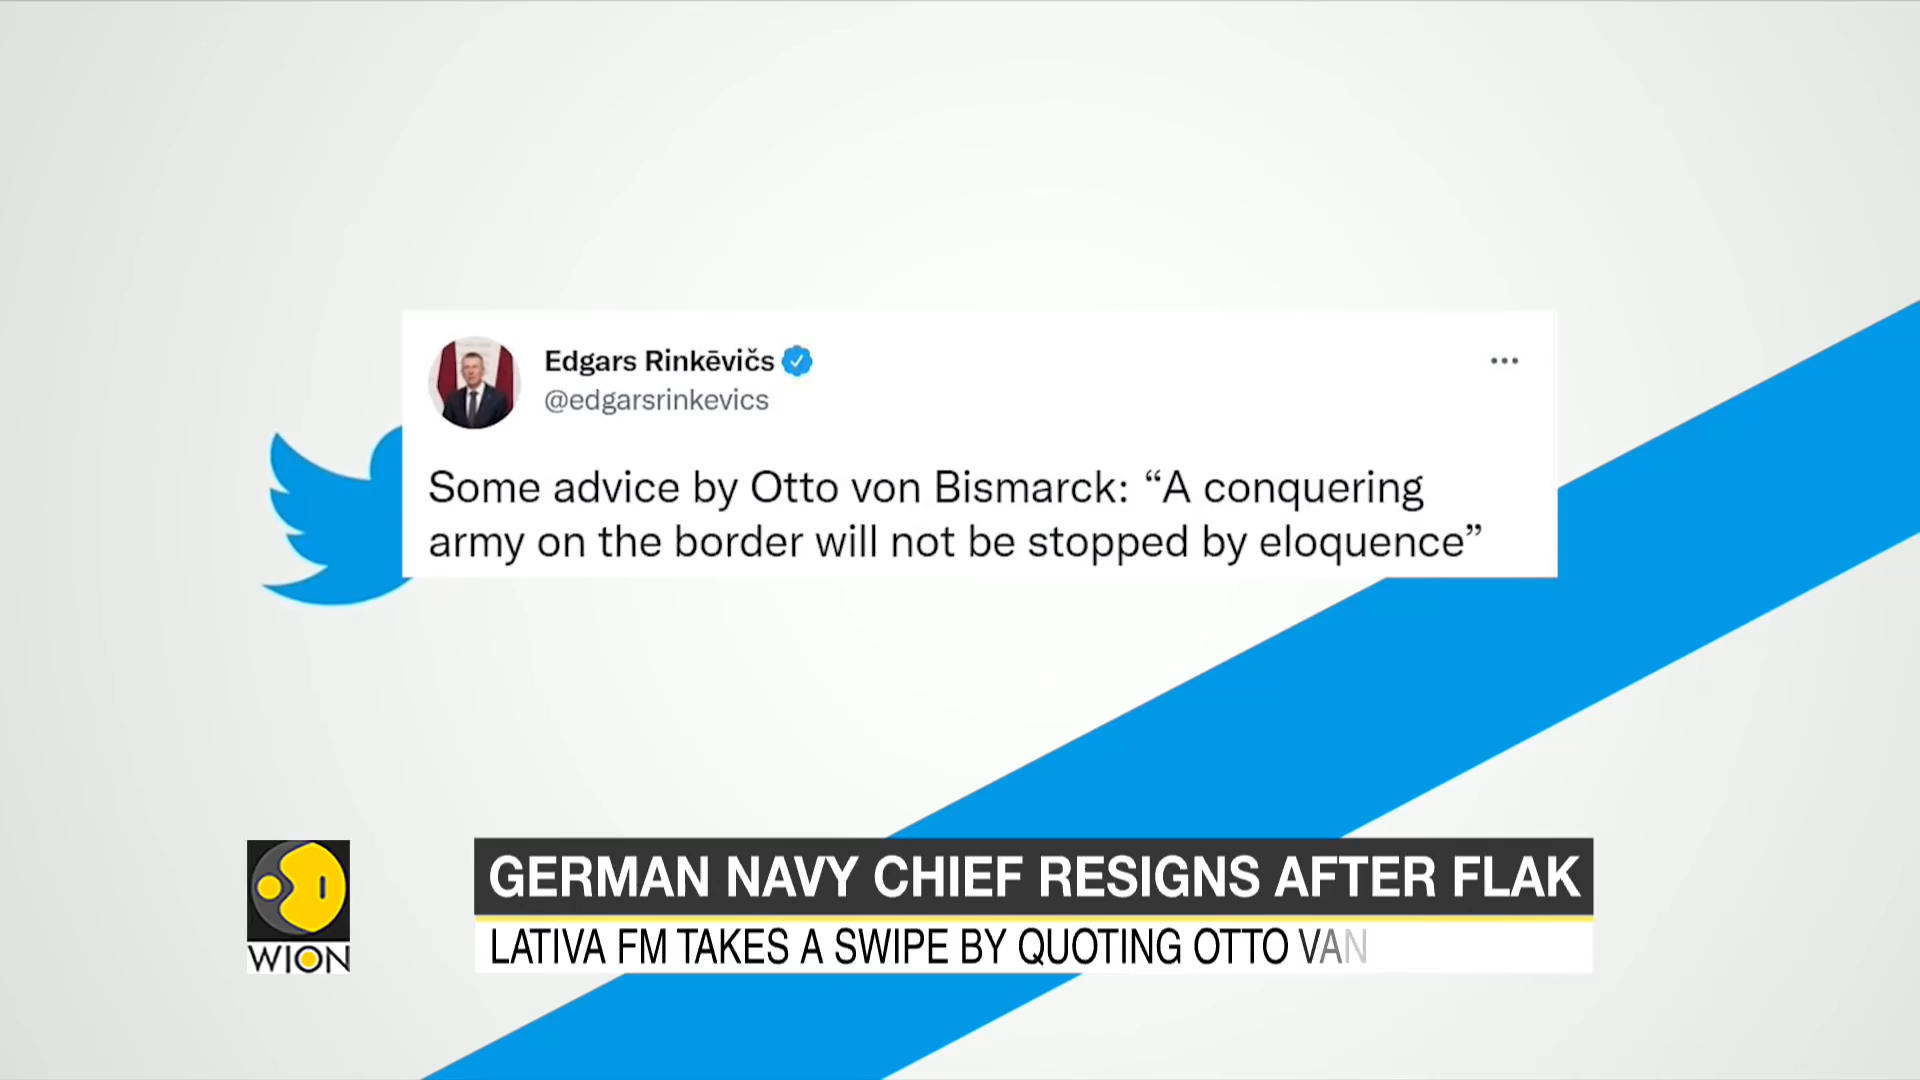 Edgars Rinkēvičs
@edgarsrinkevics
Some advice by Otto von Bismarck: “A conquering
army on the border will not be stopped by eloquence”
GERMAN NAVY CHIEF RESIGNS AFTER FLAK
LATIVA FM TAKES A SWIPE BY QUOTING OTTO VAN
WION